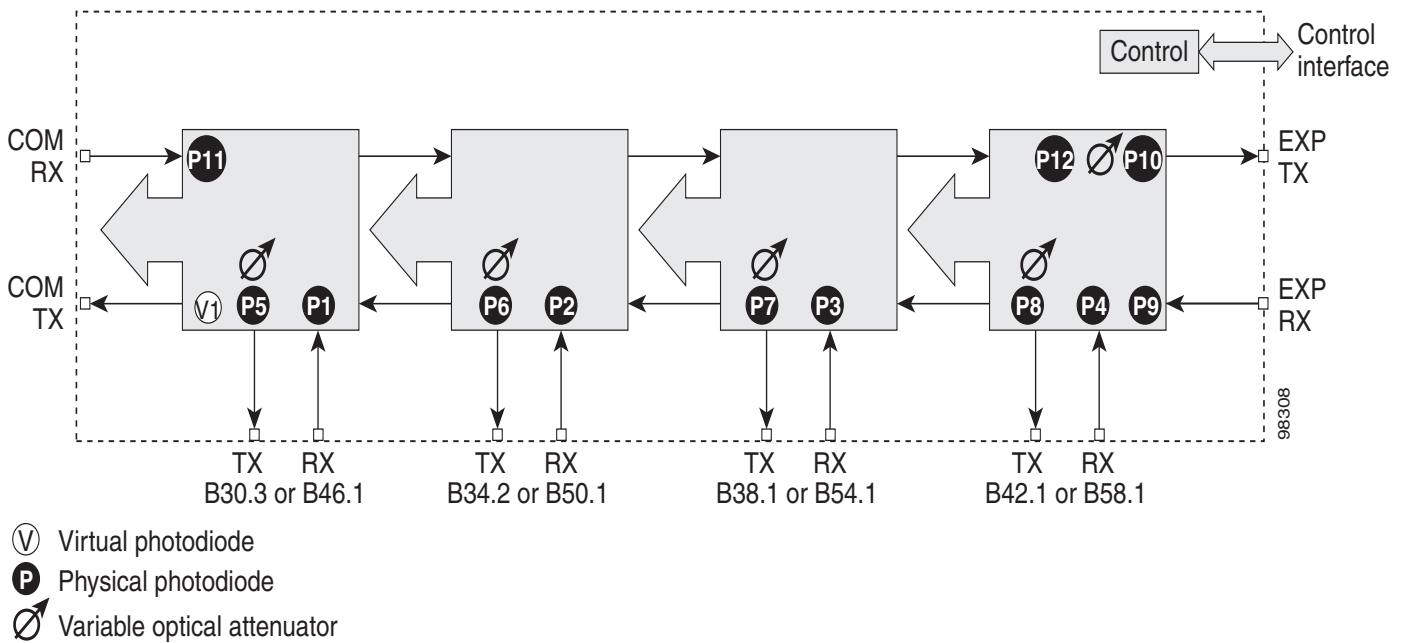 Control
Control
interface
COM
RX
P11
P12
P10
EXP
TX
COM
TX
V1
P5
P1
P6
P2
P7
P3
P8
P4
P9
EXP
RX
98308
TX RX
B30.3 or B46.1
TX RX
B34.2 or B50.1
TX RX
B38.1 or B54.1
TX RX
B42.1 or B58.1
V Virtual photodiode
P Physical photodiode
Variable optical attenuator